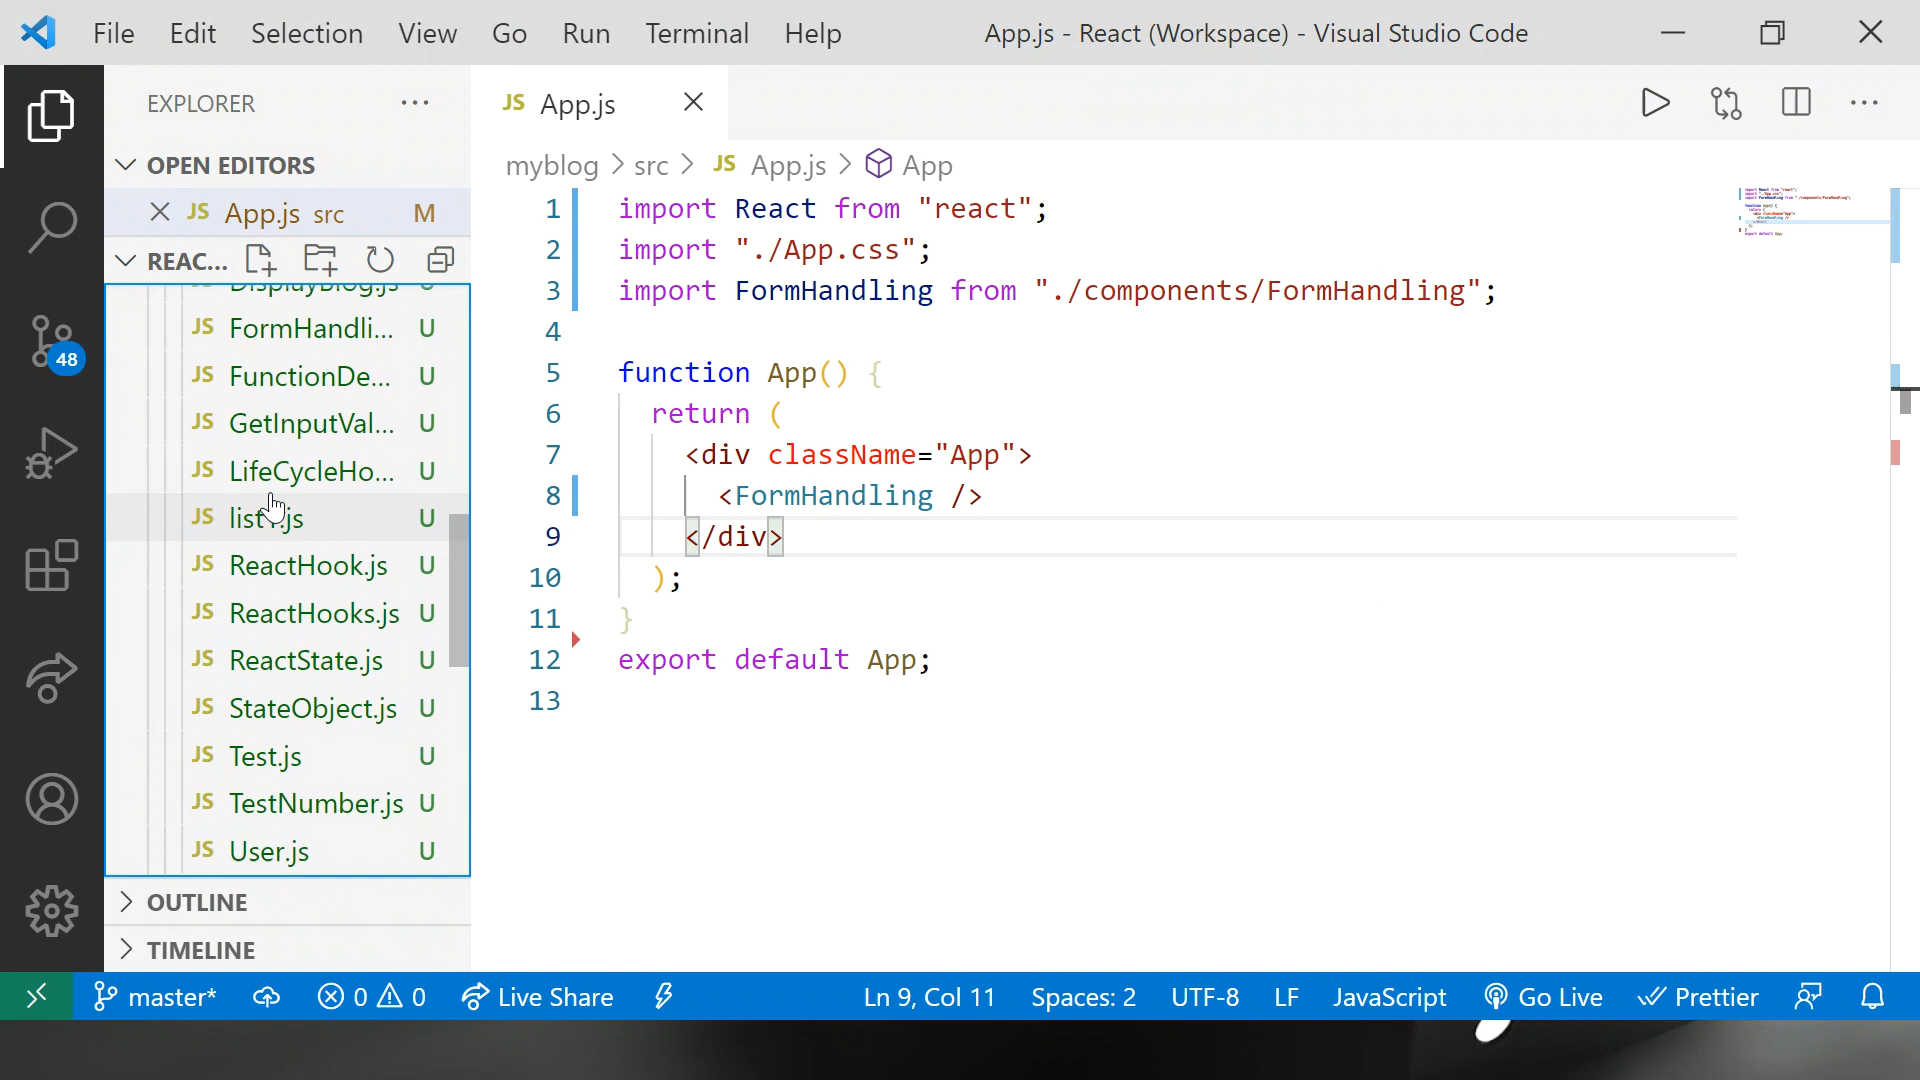 File Edit Selection View Go Run Terminal Help App.js - React (Workspace) - Visual Studio Code
EXPLORER
OPEN EDITORS
JS App.js src M
REAC...
DisplayBlog.js U
JS FormHandli... U
JS FunctionDe... U
JS GetInputVal... U
JS LifeCycleHo... U
JS list1.js U
JS ReactHook.js U
JS ReactHooks.js U
JS ReactState.js U
JS StateObject.js U
JS Test.js U
JS TestNumber.js U
JS User.js U
OUTLINE
TIMELINE
48
JS App.js
myblog > src > JS App.js > App
1 import React from "react";
2 import "./App.css";
3 import FormHandling from "./components/FormHandling";
4
5 function App() {
6 return (
7 <div className="App">
8 <FormHandling />
9 </div>
10 );
11 }
12 export default App;
13
master* 0 0 Live Share Ln 9, Col 11 Spaces: 2 UTF-8 LF JavaScript Go Live Prettier